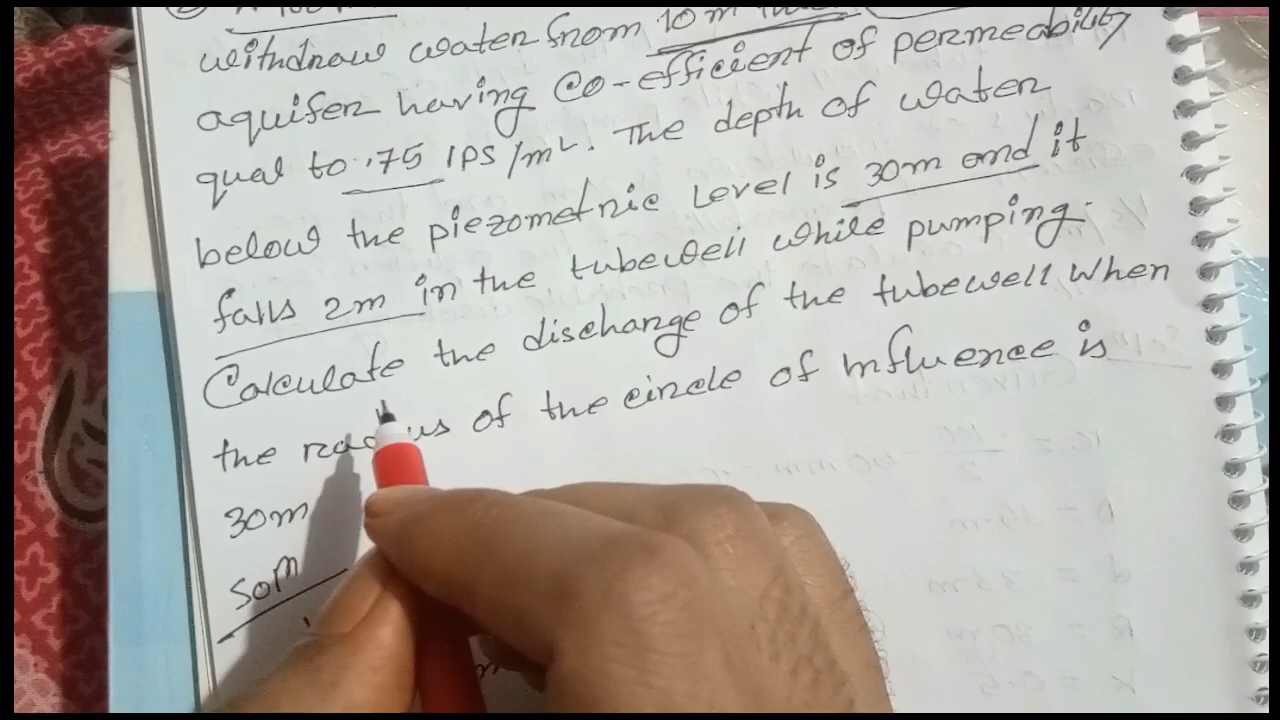 withdraw water from 10m
aquifer having Co-efficient of permeability
qual to .75 lPS/m². The depth of water
below the piezometric Level is 30m and it
falls 2m in the tubewell while pumping.
Calculate the discharge of the tubewell when
the radius of the circle of influence is
30m
Som